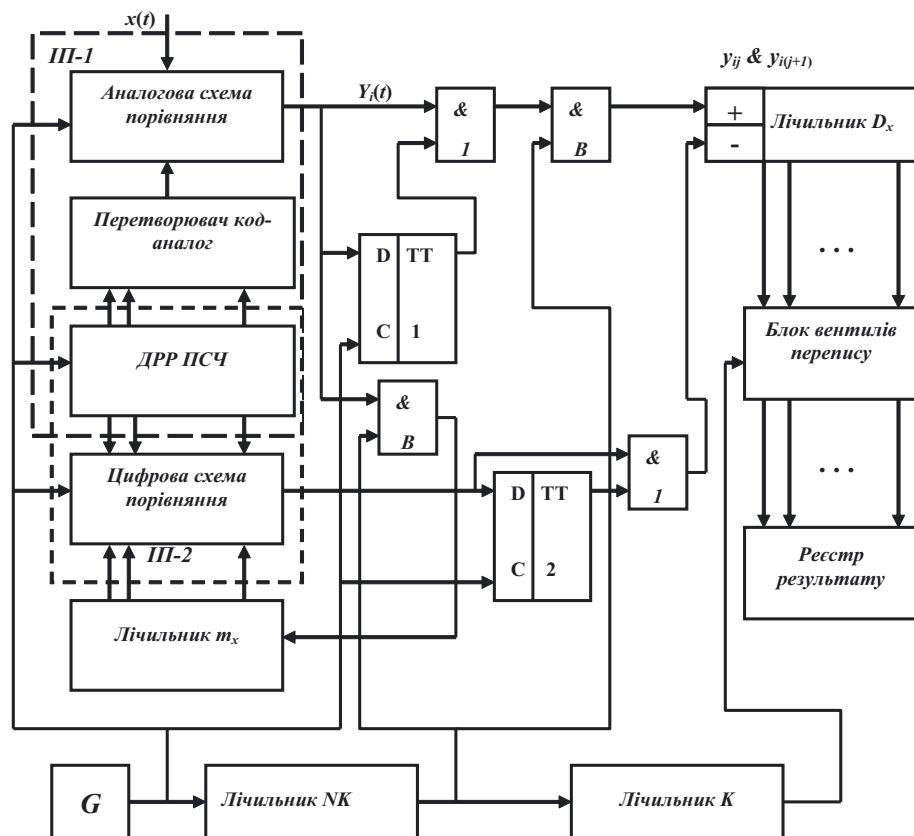 x(t)
ІП-1
Аналогова схема
порівняння
Y_i(t)
&
1
&
В
y_ij & y_i(j+1)
+
-
Лічильник D_x
Перетворювач код-
аналог
D
TT
C
1
. . .
ДРР ПСЧ
Блок вентилів
перепису
&
В
Цифрова схема
порівняння
&
1
. . .
D
TT
C
2
ІП-2
Реєстр
результату
Лічильник m_x
G
Лічильник NK
Лічильник K